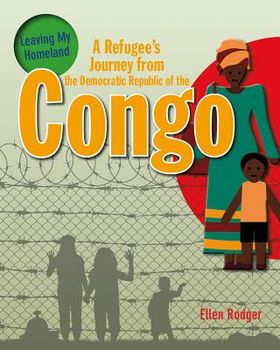 Leaving My
Homeland
A Refugee's
Journey from
the Democratic Republic of the
Congo
Ellen Rodger